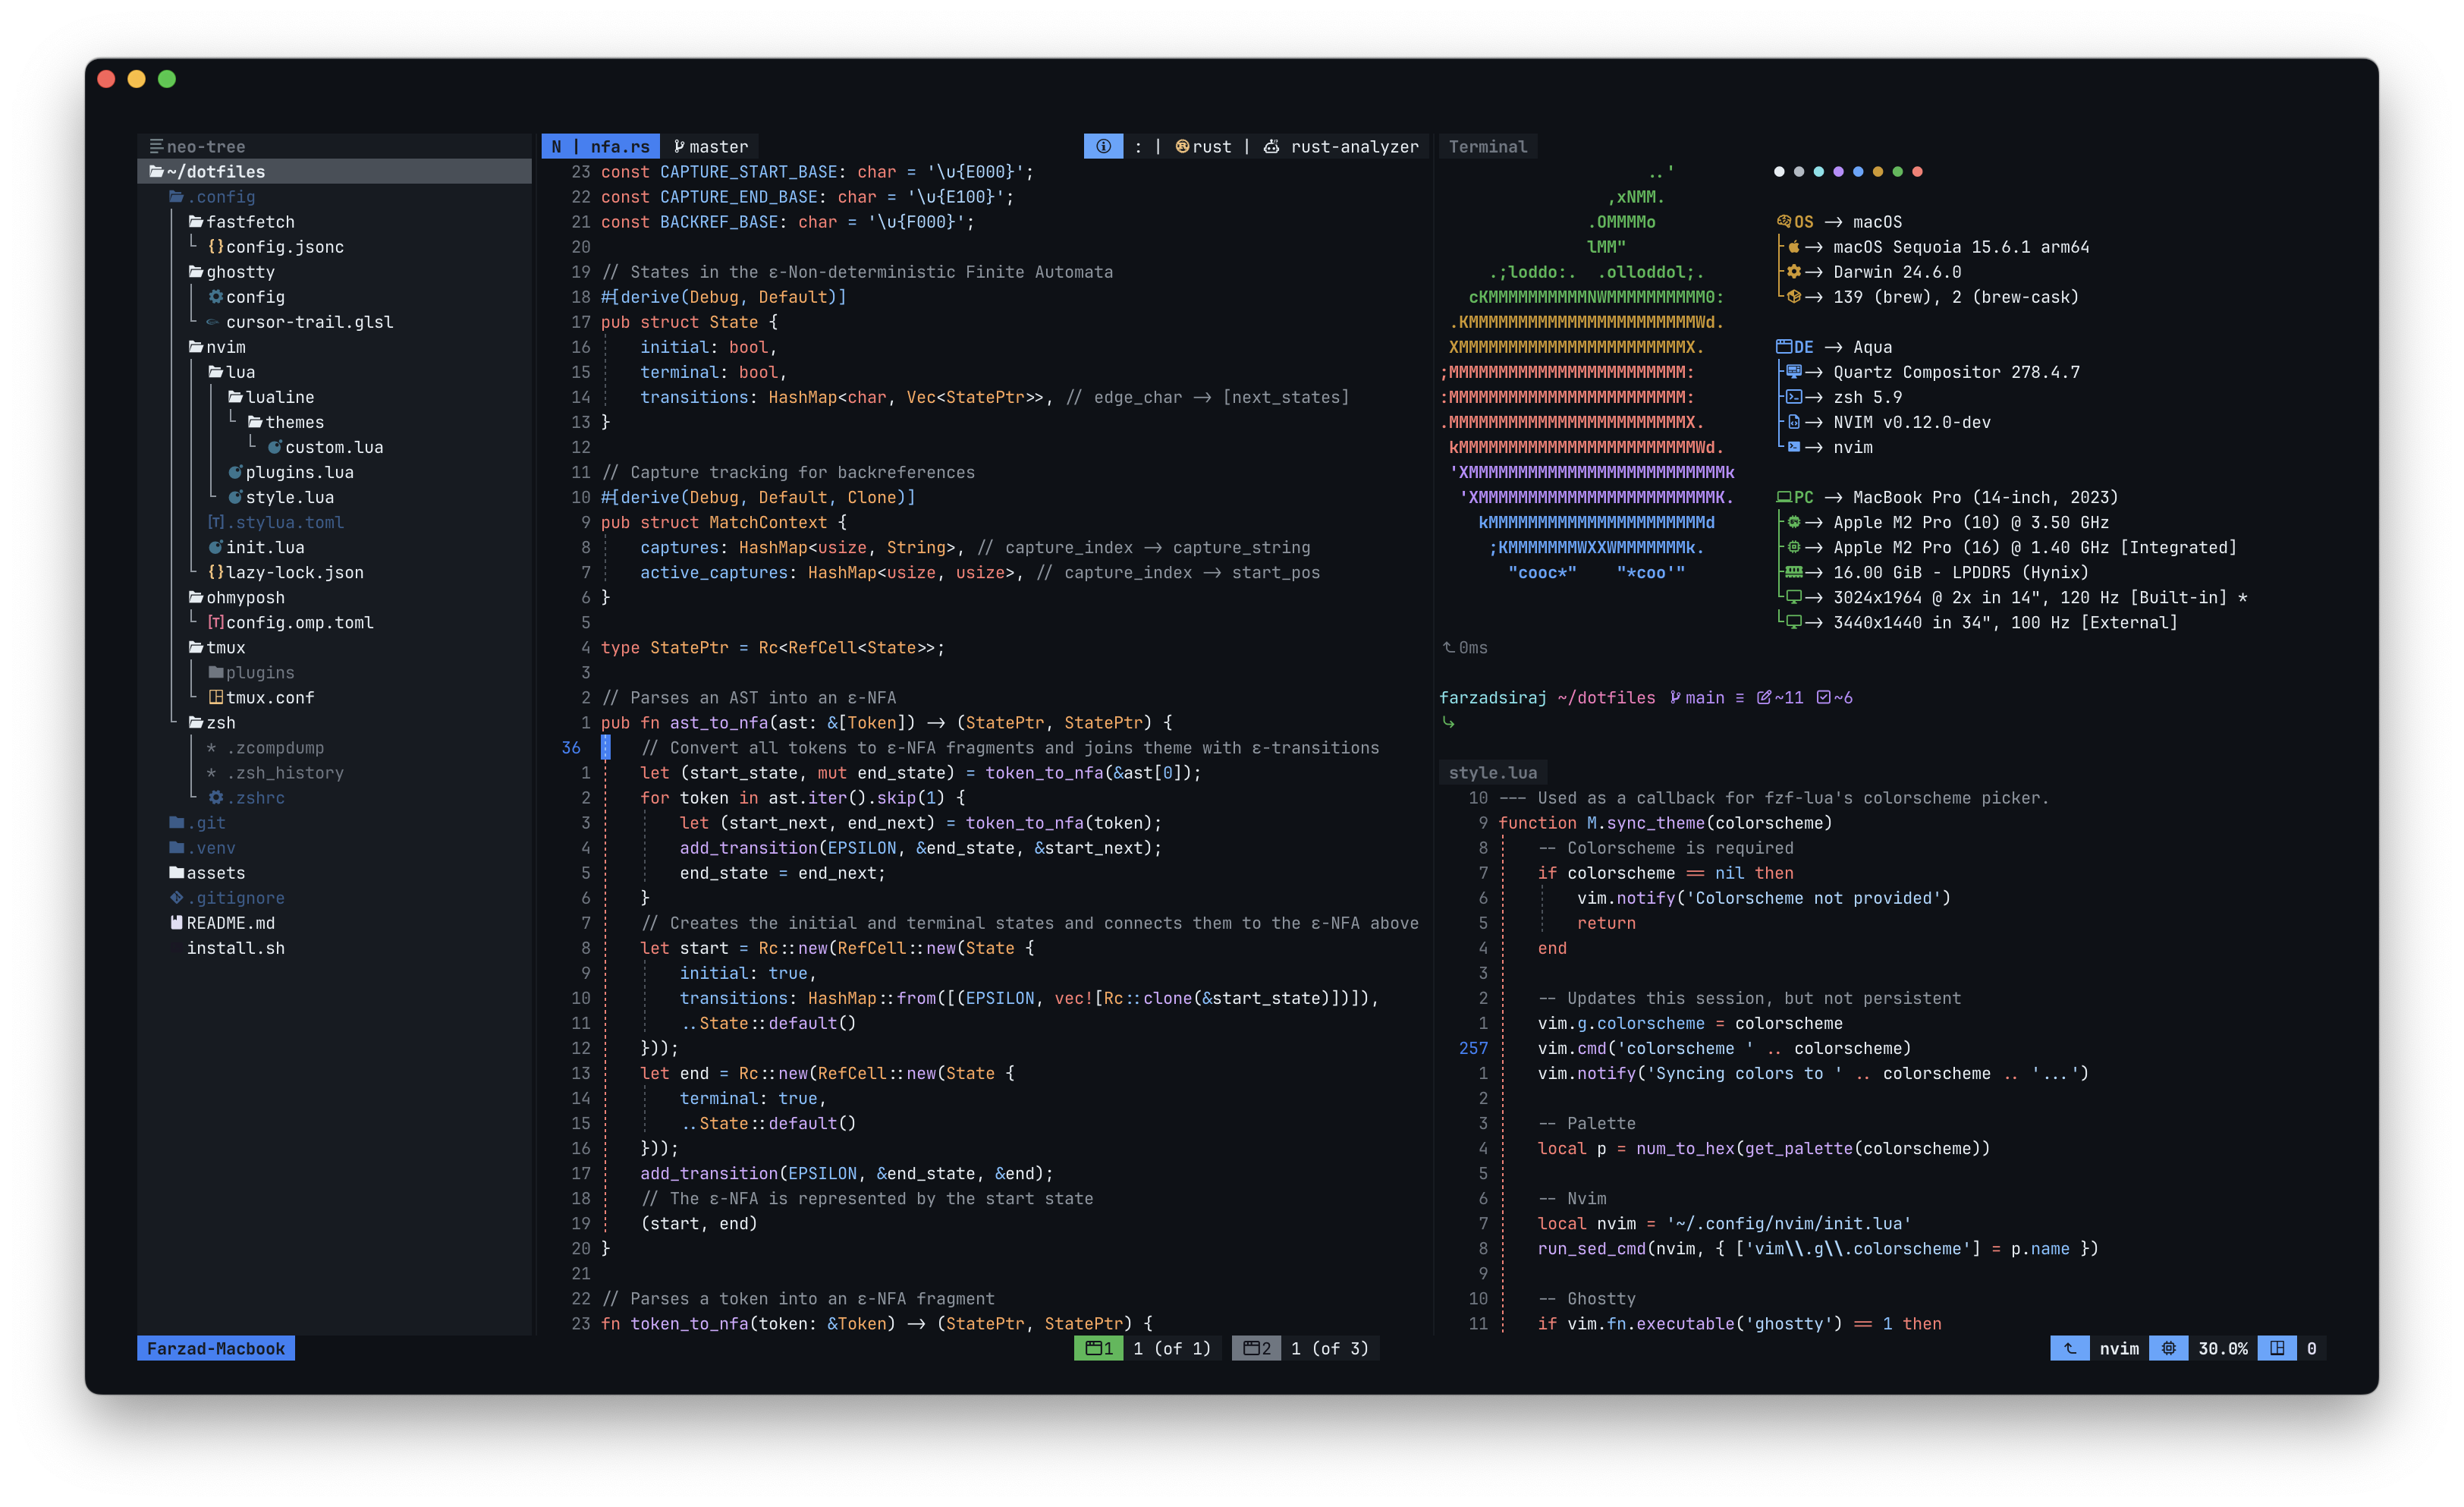 neo-tree
~/dotfiles
.config
fastfetch
{}config.jsonc
ghostty
config
cursor-trail.glsl
nvim
lua
lualine
themes
custom.lua
plugins.lua
style.lua
[T].stylua.toml
init.lua
{}lazy-lock.json
ohmyposh
[T]config.omp.toml
tmux
plugins
tmux.conf
zsh
* .zcompdump
* .zsh_history
.zshrc
.git
.venv
assets
.gitignore
README.md
install.sh
N | nfa.rs master : | rust | rust-analyzer
23 const CAPTURE_START_BASE: char = '\u{E000}';
22 const CAPTURE_END_BASE: char = '\u{E100}';
21 const BACKREF_BASE: char = '\u{F000}';
20
19 // States in the ε-Non-deterministic Finite Automata
18 #[derive(Debug, Default)]
17 pub struct State {
16     initial: bool,
15     terminal: bool,
14     transitions: HashMap<char, Vec<StatePtr>>, // edge_char -> [next_states]
13 }
12
11 // Capture tracking for backreferences
10 #[derive(Debug, Default, Clone)]
9 pub struct MatchContext {
8     captures: HashMap<usize, String>, // capture_index -> capture_string
7     active_captures: HashMap<usize, usize>, // capture_index -> start_pos
6 }
5
4 type StatePtr = Rc<RefCell<State>>;
3
2 // Parses an AST into an ε-NFA
1 pub fn ast_to_nfa(ast: &[Token]) -> (StatePtr, StatePtr) {
36     // Convert all tokens to ε-NFA fragments and joins theme with ε-transitions
1     let (start_state, mut end_state) = token_to_nfa(&ast[0]);
2     for token in ast.iter().skip(1) {
3         let (start_next, end_next) = token_to_nfa(token);
4         add_transition(EPSILON, &end_state, &start_next);
5         end_state = end_next;
6     }
7     // Creates the initial and terminal states and connects them to the ε-NFA above
8     let start = Rc::new(RefCell::new(State {
9         initial: true,
10         transitions: HashMap::from([(EPSILON, vec![Rc::clone(&start_state)])]),
11         ..State::default()
12     }));
13     let end = Rc::new(RefCell::new(State {
14         terminal: true,
15         ..State::default()
16     }));
17     add_transition(EPSILON, &end_state, &end);
18     // The ε-NFA is represented by the start state
19     (start, end)
20 }
21
22 // Parses a token into an ε-NFA fragment
23 fn token_to_nfa(token: &Token) -> (StatePtr, StatePtr) {
Terminal
..'
,xNMM.
.OMMMMo
lMM"
.;loddo:.  .olloddol;.
cKMMMMMMMMMMNWMMMMMMMMMM0:
.KMMMMMMMMMMMMMMMMMMMMMMMWd.
XMMMMMMMMMMMMMMMMMMMMMMMX.
;MMMMMMMMMMMMMMMMMMMMMMMM:
:MMMMMMMMMMMMMMMMMMMMMMMM:
.MMMMMMMMMMMMMMMMMMMMMMMMX.
kMMMMMMMMMMMMMMMMMMMMMMMMWd.
'XMMMMMMMMMMMMMMMMMMMMMMMMMMk
'XMMMMMMMMMMMMMMMMMMMMMMMMK.
kMMMMMMMMMMMMMMMMMMMMMMd
;KMMMMMMMWXXWMMMMMMMk.
"cooc*"    "*coo'"
OS -> macOS
-> macOS Sequoia 15.6.1 arm64
-> Darwin 24.6.0
-> 139 (brew), 2 (brew-cask)
DE -> Aqua
-> Quartz Compositor 278.4.7
-> zsh 5.9
-> NVIM v0.12.0-dev
-> nvim
PC -> MacBook Pro (14-inch, 2023)
-> Apple M2 Pro (10) @ 3.50 GHz
-> Apple M2 Pro (16) @ 1.40 GHz [Integrated]
-> 16.00 GiB - LPDDR5 (Hynix)
-> 3024x1964 @ 2x in 14", 120 Hz [Built-in] *
-> 3440x1440 in 34", 100 Hz [External]
0ms
farzadsiraj ~/dotfiles main ≡ ~11 ~6
style.lua
10 --- Used as a callback for fzf-lua's colorscheme picker.
9 function M.sync_theme(colorscheme)
8     -- Colorscheme is required
7     if colorscheme == nil then
6         vim.notify('Colorscheme not provided')
5         return
4     end
3
2     -- Updates this session, but not persistent
1     vim.g.colorscheme = colorscheme
257     vim.cmd('colorscheme ' .. colorscheme)
1     vim.notify('Syncing colors to ' .. colorscheme .. '...')
2
3     -- Palette
4     local p = num_to_hex(get_palette(colorscheme))
5
6     -- Nvim
7     local nvim = '~/.config/nvim/init.lua'
8     run_sed_cmd(nvim, { ['vim\\.g\\.colorscheme'] = p.name })
9
10     -- Ghostty
11     if vim.fn.executable('ghostty') == 1 then
Farzad-Macbook
1 1 (of 1) 2 1 (of 3)
nvim 30.0% 0